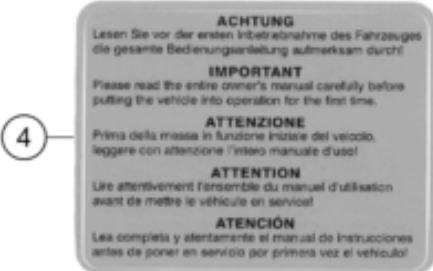 ACHTUNG
Lesen Sie vor der ersten Inbetriebnahme des Fahrzeuges
die gesamte Bedienungsanleitung aufmerksam durch!
IMPORTANT
Please read the entire owner's manual carefully before
putting the vehicle into operation for the first time.
ATTENZIONE
Prima della messa in funzione iniziale del veicolo,
leggere con attenzione l'intero manuale d'uso!
ATTENTION
Lire attentivement l'ensemble du manuel d'utilisation
avant de mettre le véhicule en service!
ATENCIÓN
Lea completa y atentamente el manual de instrucciones
antes de poner en servicio por primera vez el vehiculo!
4